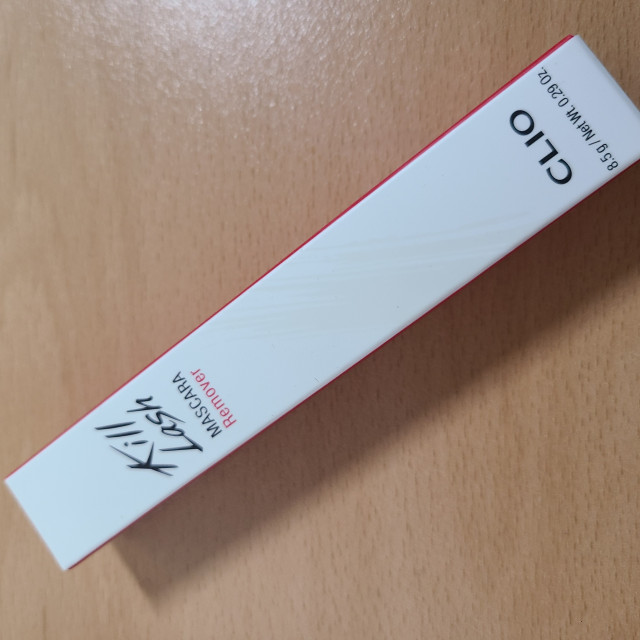 Kill
Lash
MASCARA
Remover
CLIO
8.5 g / Net Wt. 0.29 Oz